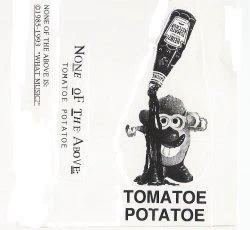 NONE OF THE ABOVE IS:
©1985-1993 "WHAT MUSIC?"
NONE OF THE ABOVE:
TOMATOE POTATOE
TOMATOE
POTATOE